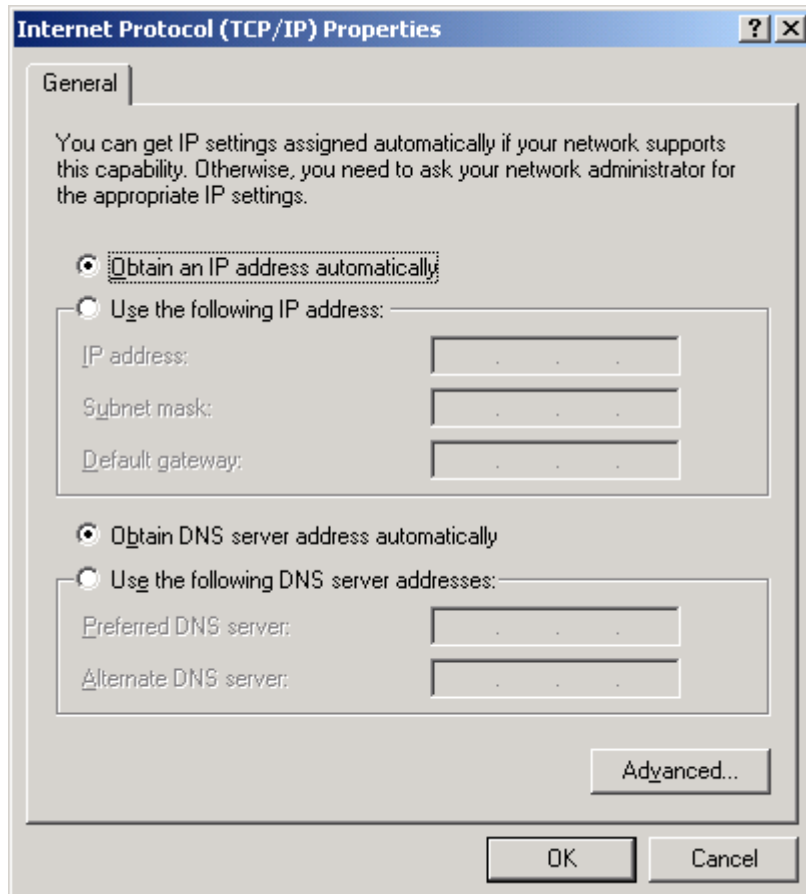 Internet Protocol (TCP/IP) Properties
General
You can get IP settings assigned automatically if your network supports
this capability. Otherwise, you need to ask your network administrator for
the appropriate IP settings.
Obtain an IP address automatically
Use the following IP address:
IP address:
Subnet mask:
Default gateway:
Obtain DNS server address automatically
Use the following DNS server addresses:
Preferred DNS server:
Alternate DNS server:
Advanced...
OK Cancel